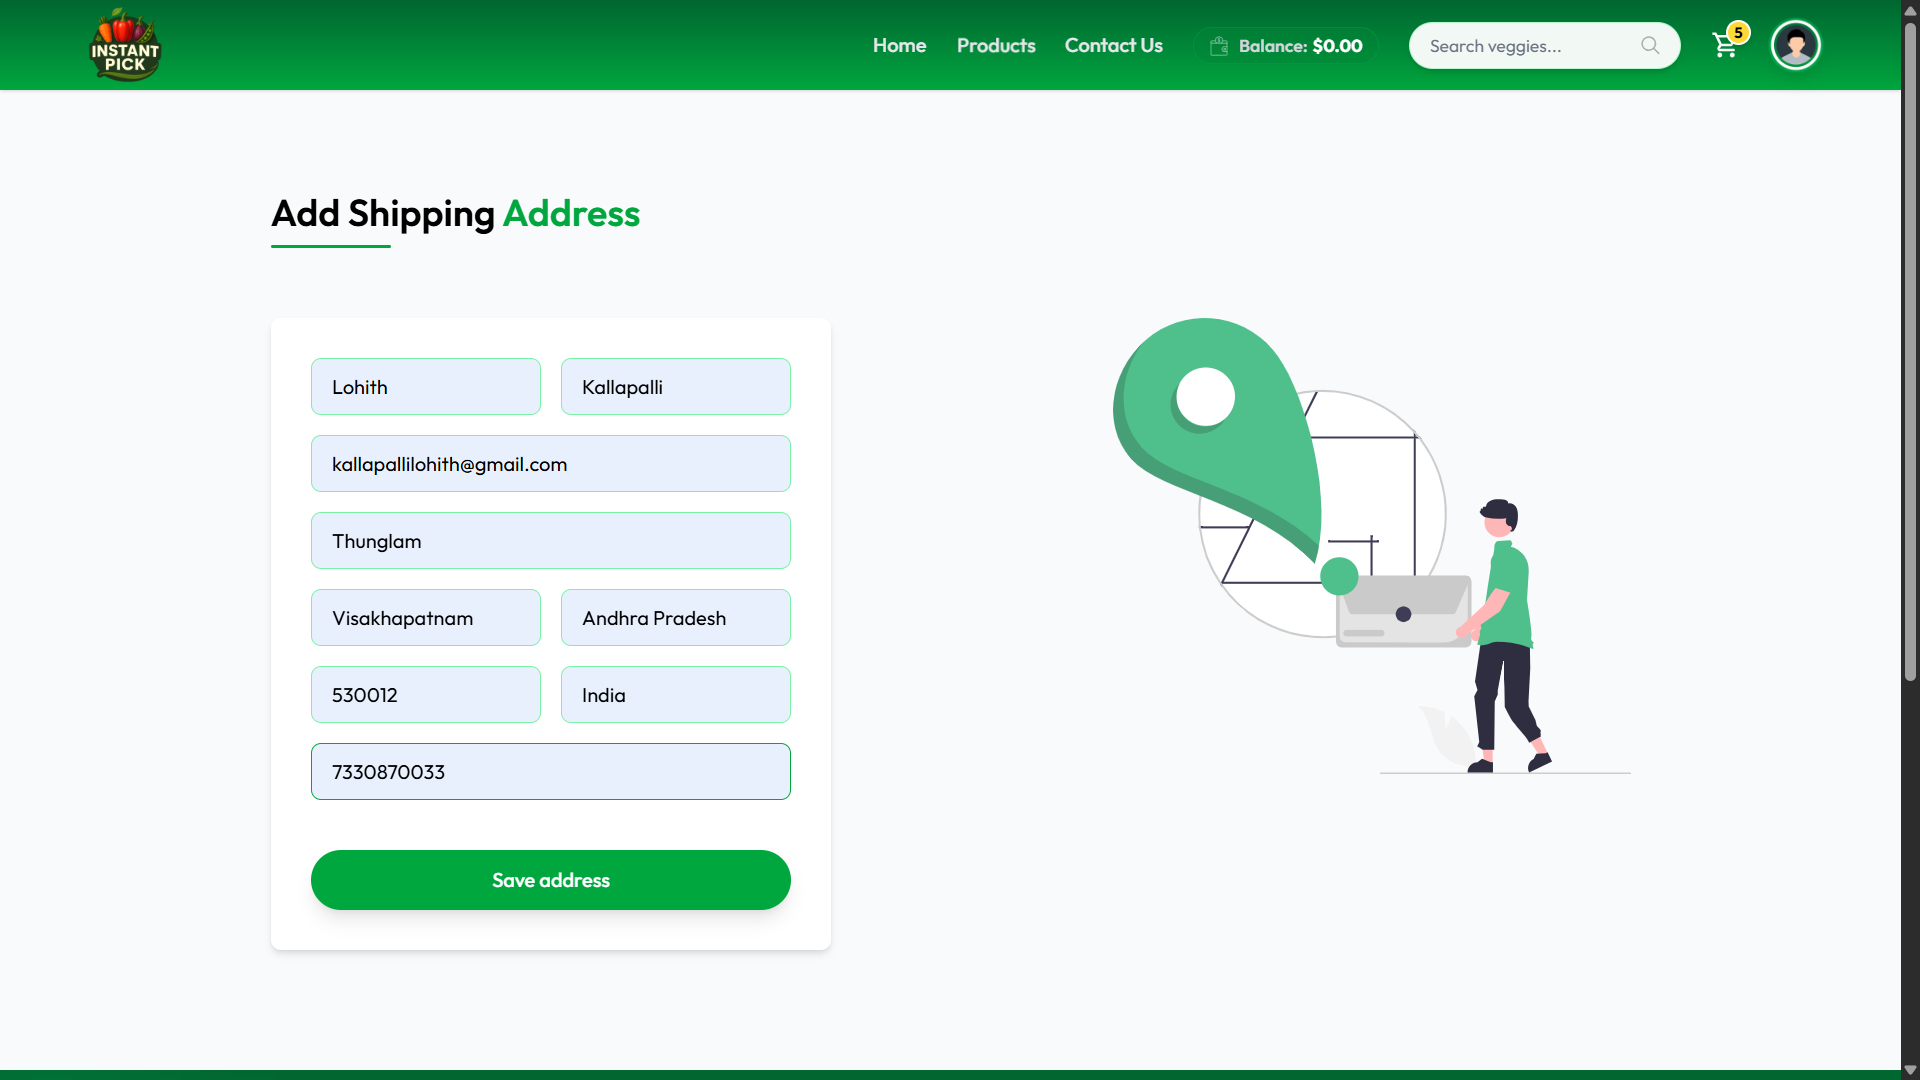 INSTANT
PICK
Home Products Contact Us Balance: $0.00 Search veggies... 5
Add Shipping Address
Lohith Kallapalli
kallapallilohith@gmail.com
Thunglam
Visakhapatnam Andhra Pradesh
530012 India
7330870033
Save address